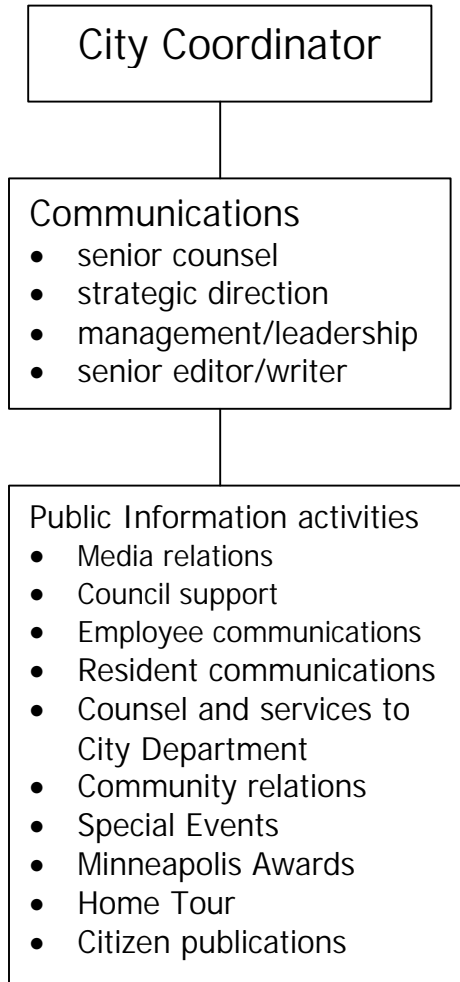 City Coordinator
Communications
• senior counsel
• strategic direction
• management/leadership
• senior editor/writer
Public Information activities
• Media relations
• Council support
• Employee communications
• Resident communications
• Counsel and services to
City Department
• Community relations
• Special Events
• Minneapolis Awards
• Home Tour
• Citizen publications